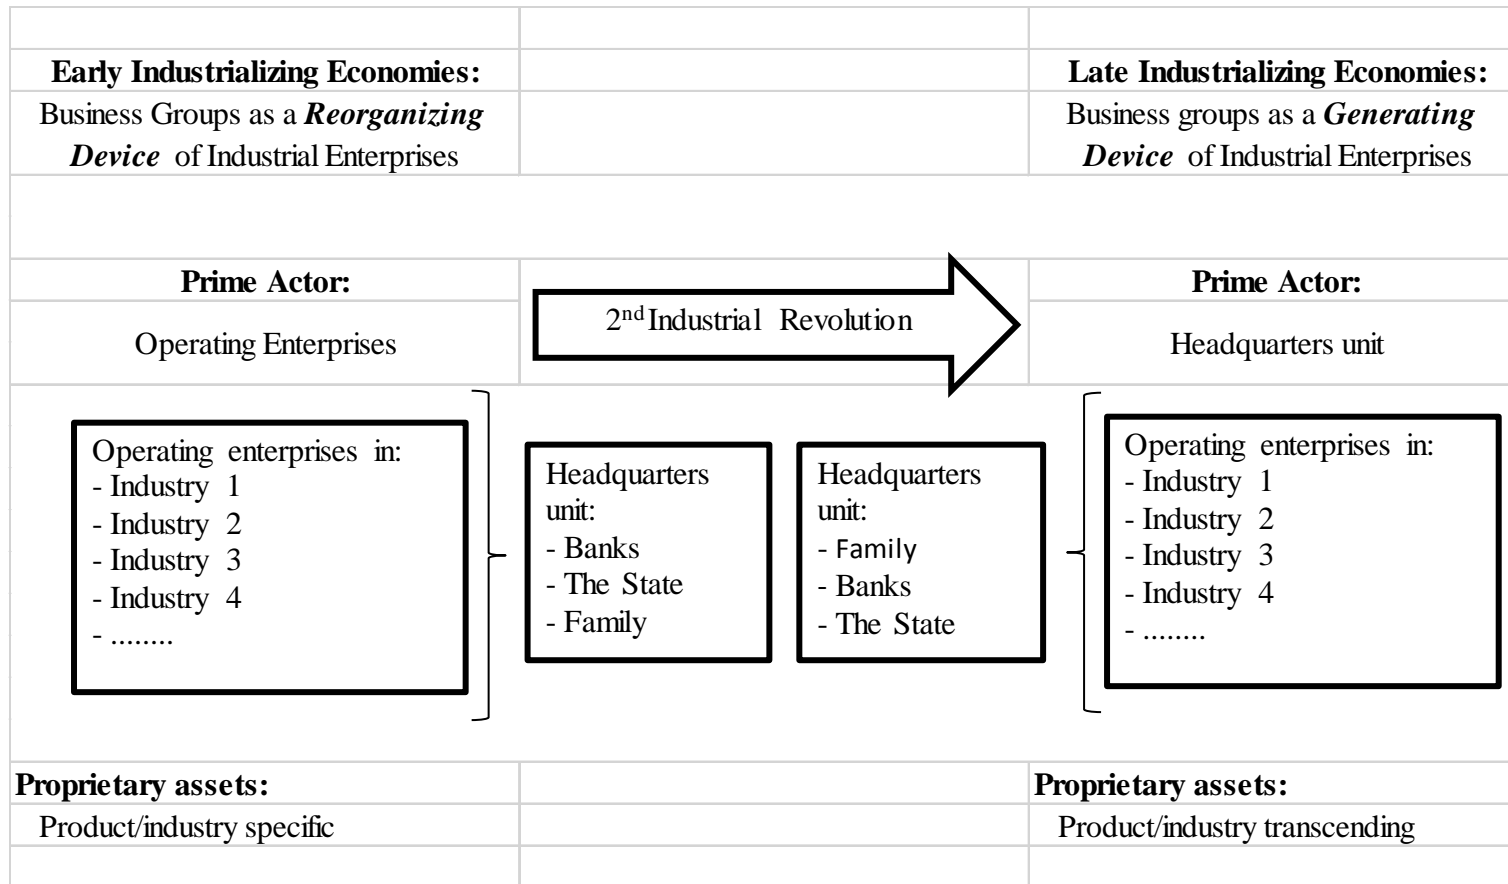 Early Industrializing Economies:
Business Groups as a Reorganizing
Device of Industrial Enterprises
Late Industrializing Economies:
Business groups as a Generating
Device of Industrial Enterprises
Prime Actor:
Operating Enterprises
2nd Industrial Revolution
Prime Actor:
Headquarters unit
Operating enterprises in:
- Industry 1
- Industry 2
- Industry 3
- Industry 4
- ........
Headquarters
unit:
- Banks
- The State
- Family
Headquarters
unit:
- Family
- Banks
- The State
Operating enterprises in:
- Industry 1
- Industry 2
- Industry 3
- Industry 4
- ........
Proprietary assets:
Product/industry specific
Proprietary assets:
Product/industry transcending